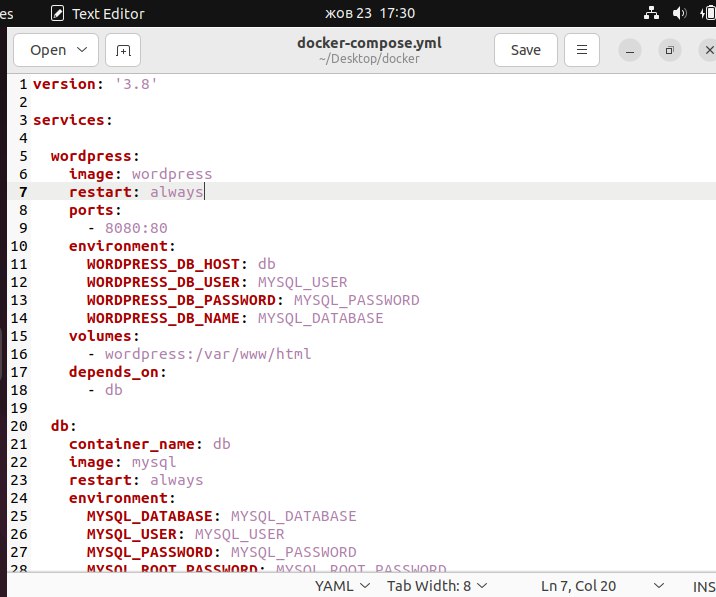 es Text Editor жов 23 17:30
Open docker-compose.yml Save
~/Desktop/docker
1 version: '3.8'
2
3 services:
4
5 wordpress:
6 image: wordpress
7 restart: always
8 ports:
9 - 8080:80
10 environment:
11 WORDPRESS_DB_HOST: db
12 WORDPRESS_DB_USER: MYSQL_USER
13 WORDPRESS_DB_PASSWORD: MYSQL_PASSWORD
14 WORDPRESS_DB_NAME: MYSQL_DATABASE
15 volumes:
16 - wordpress:/var/www/html
17 depends_on:
18 - db
19
20 db:
21 container_name: db
22 image: mysql
23 restart: always
24 environment:
25 MYSQL_DATABASE: MYSQL_DATABASE
26 MYSQL_USER: MYSQL_USER
27 MYSQL_PASSWORD: MYSQL_PASSWORD
28 MYSQL_ROOT_PASSWORD: MYSQL_ROOT_PASSWORD
YAML Tab Width: 8 Ln 7, Col 20 INS